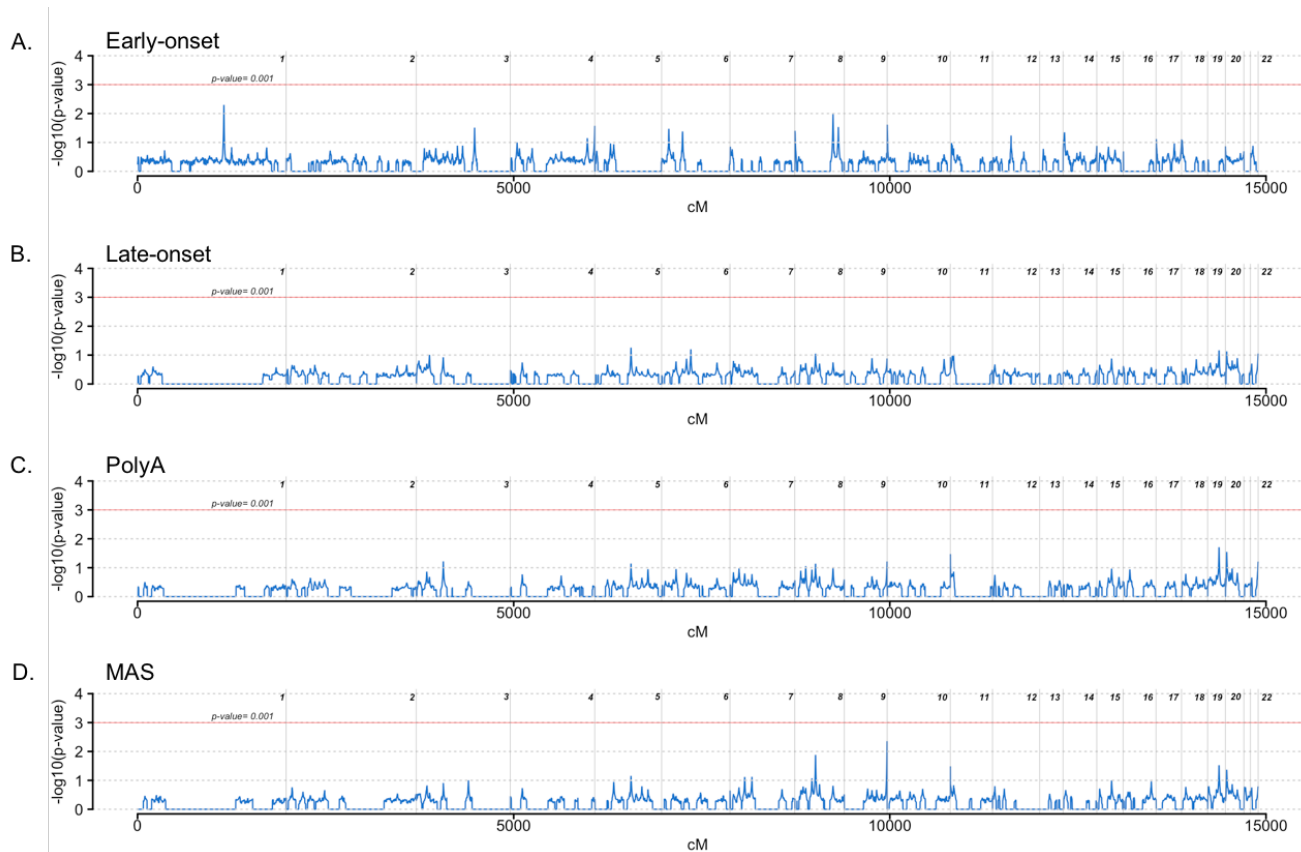 A. Early-onset
4 1 2 3 4 5 6 7 8 9 10 11 12 13 14 15 16 17 18 19 20 22
3 p-value= 0.001
2
1
0
-log10(p-value)
0 5000 10000 15000
cM
B. Late-onset
4 1 2 3 4 5 6 7 8 9 10 11 12 13 14 15 16 17 18 19 20 22
3 p-value= 0.001
2
1
0
-log10(p-value)
0 5000 10000 15000
cM
C. PolyA
4 1 2 3 4 5 6 7 8 9 10 11 12 13 14 15 16 17 18 19 20 22
3 p-value= 0.001
2
1
0
-log10(p-value)
0 5000 10000 15000
cM
D. MAS
4 1 2 3 4 5 6 7 8 9 10 11 12 13 14 15 16 17 18 19 20 22
3 p-value= 0.001
2
1
0
-log10(p-value)
0 5000 10000 15000
cM